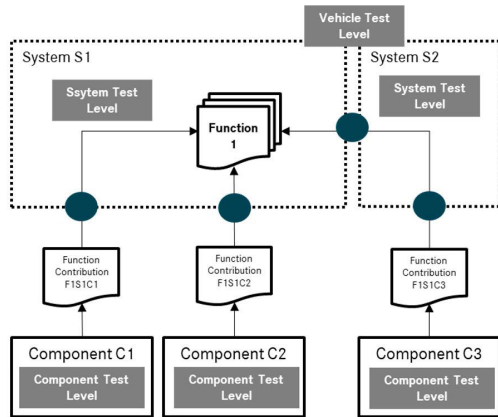 Vehicle Test
Level
System S1
System S2
Ssytem Test
Level
System Test
Level
Function
1
Function
Contribution
F1S1C1
Function
Contribution
F1S1C2
Function
Contribution
F1S1C3
Component C1
Component Test
Level
Component C2
Component Test
Level
Component C3
Component Test
Level